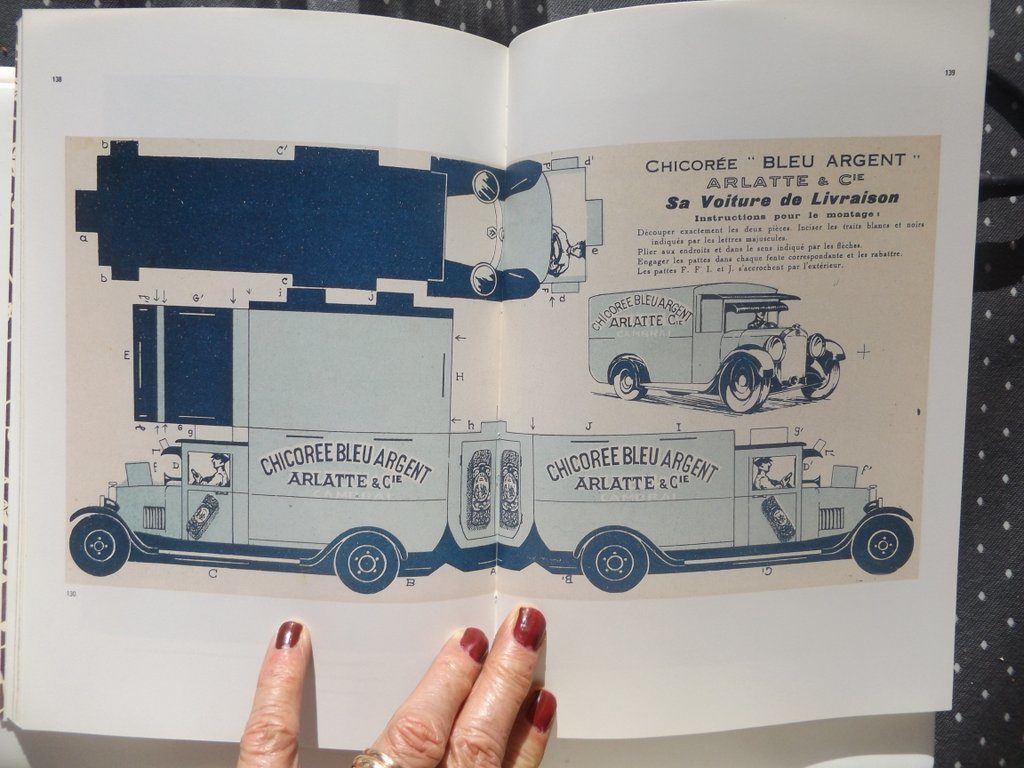 138
139
CHICORÉE " BLEU ARGENT "
ARLATTE & CIE
Sa Voiture de Livraison
Instructions pour le montage :
Découper exactement les deux pièces. Inciser les traits blancs et noirs
indiqués par les lettres majuscules.
Plier aux endroits et dans le sens indiqué par les flèches.
Engager les pattes dans chaque fente correspondante et les rabattre.
Les pattes F. F' I. et J. s'accrochent par l'extérieur.
b
C'
d'
a
e
b
c
d
i
J
G'
E
H
CHICOREE BLEU ARGENT
ARLATTE & CIE
CAMBRAI
G
g
h
J
I
g'
D
D'
f'
CHICOREE BLEU ARGENT
ARLATTE & CIE
CAMBRAI
CHICOREE BLEU ARGENT
ARLATTE & CIE
CAMBRAI
C
B
A
B'
130